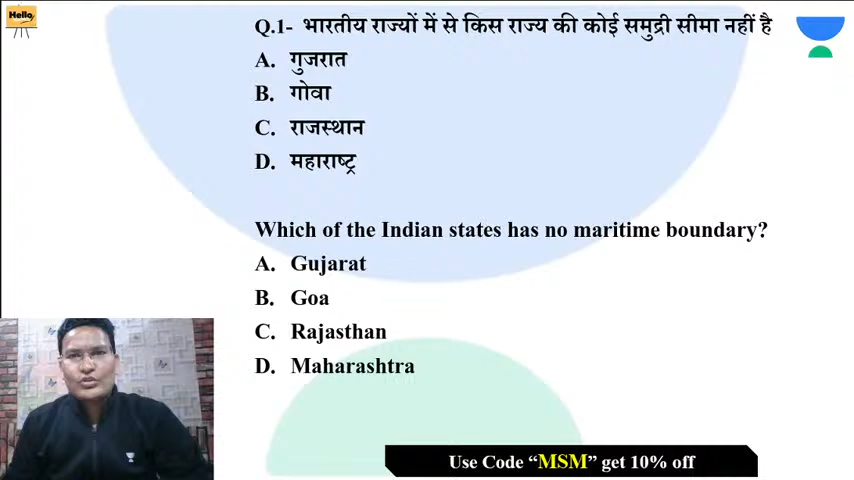 Hello
Q.1- भारतीय राज्यों में से किस राज्य की कोई समुद्री सीमा नहीं है
A. गुजरात
B. गोवा
C. राजस्थान
D. महाराष्ट्र
Which of the Indian states has no maritime boundary?
A. Gujarat
B. Goa
C. Rajasthan
D. Maharashtra
Use Code “MSM” get 10% off